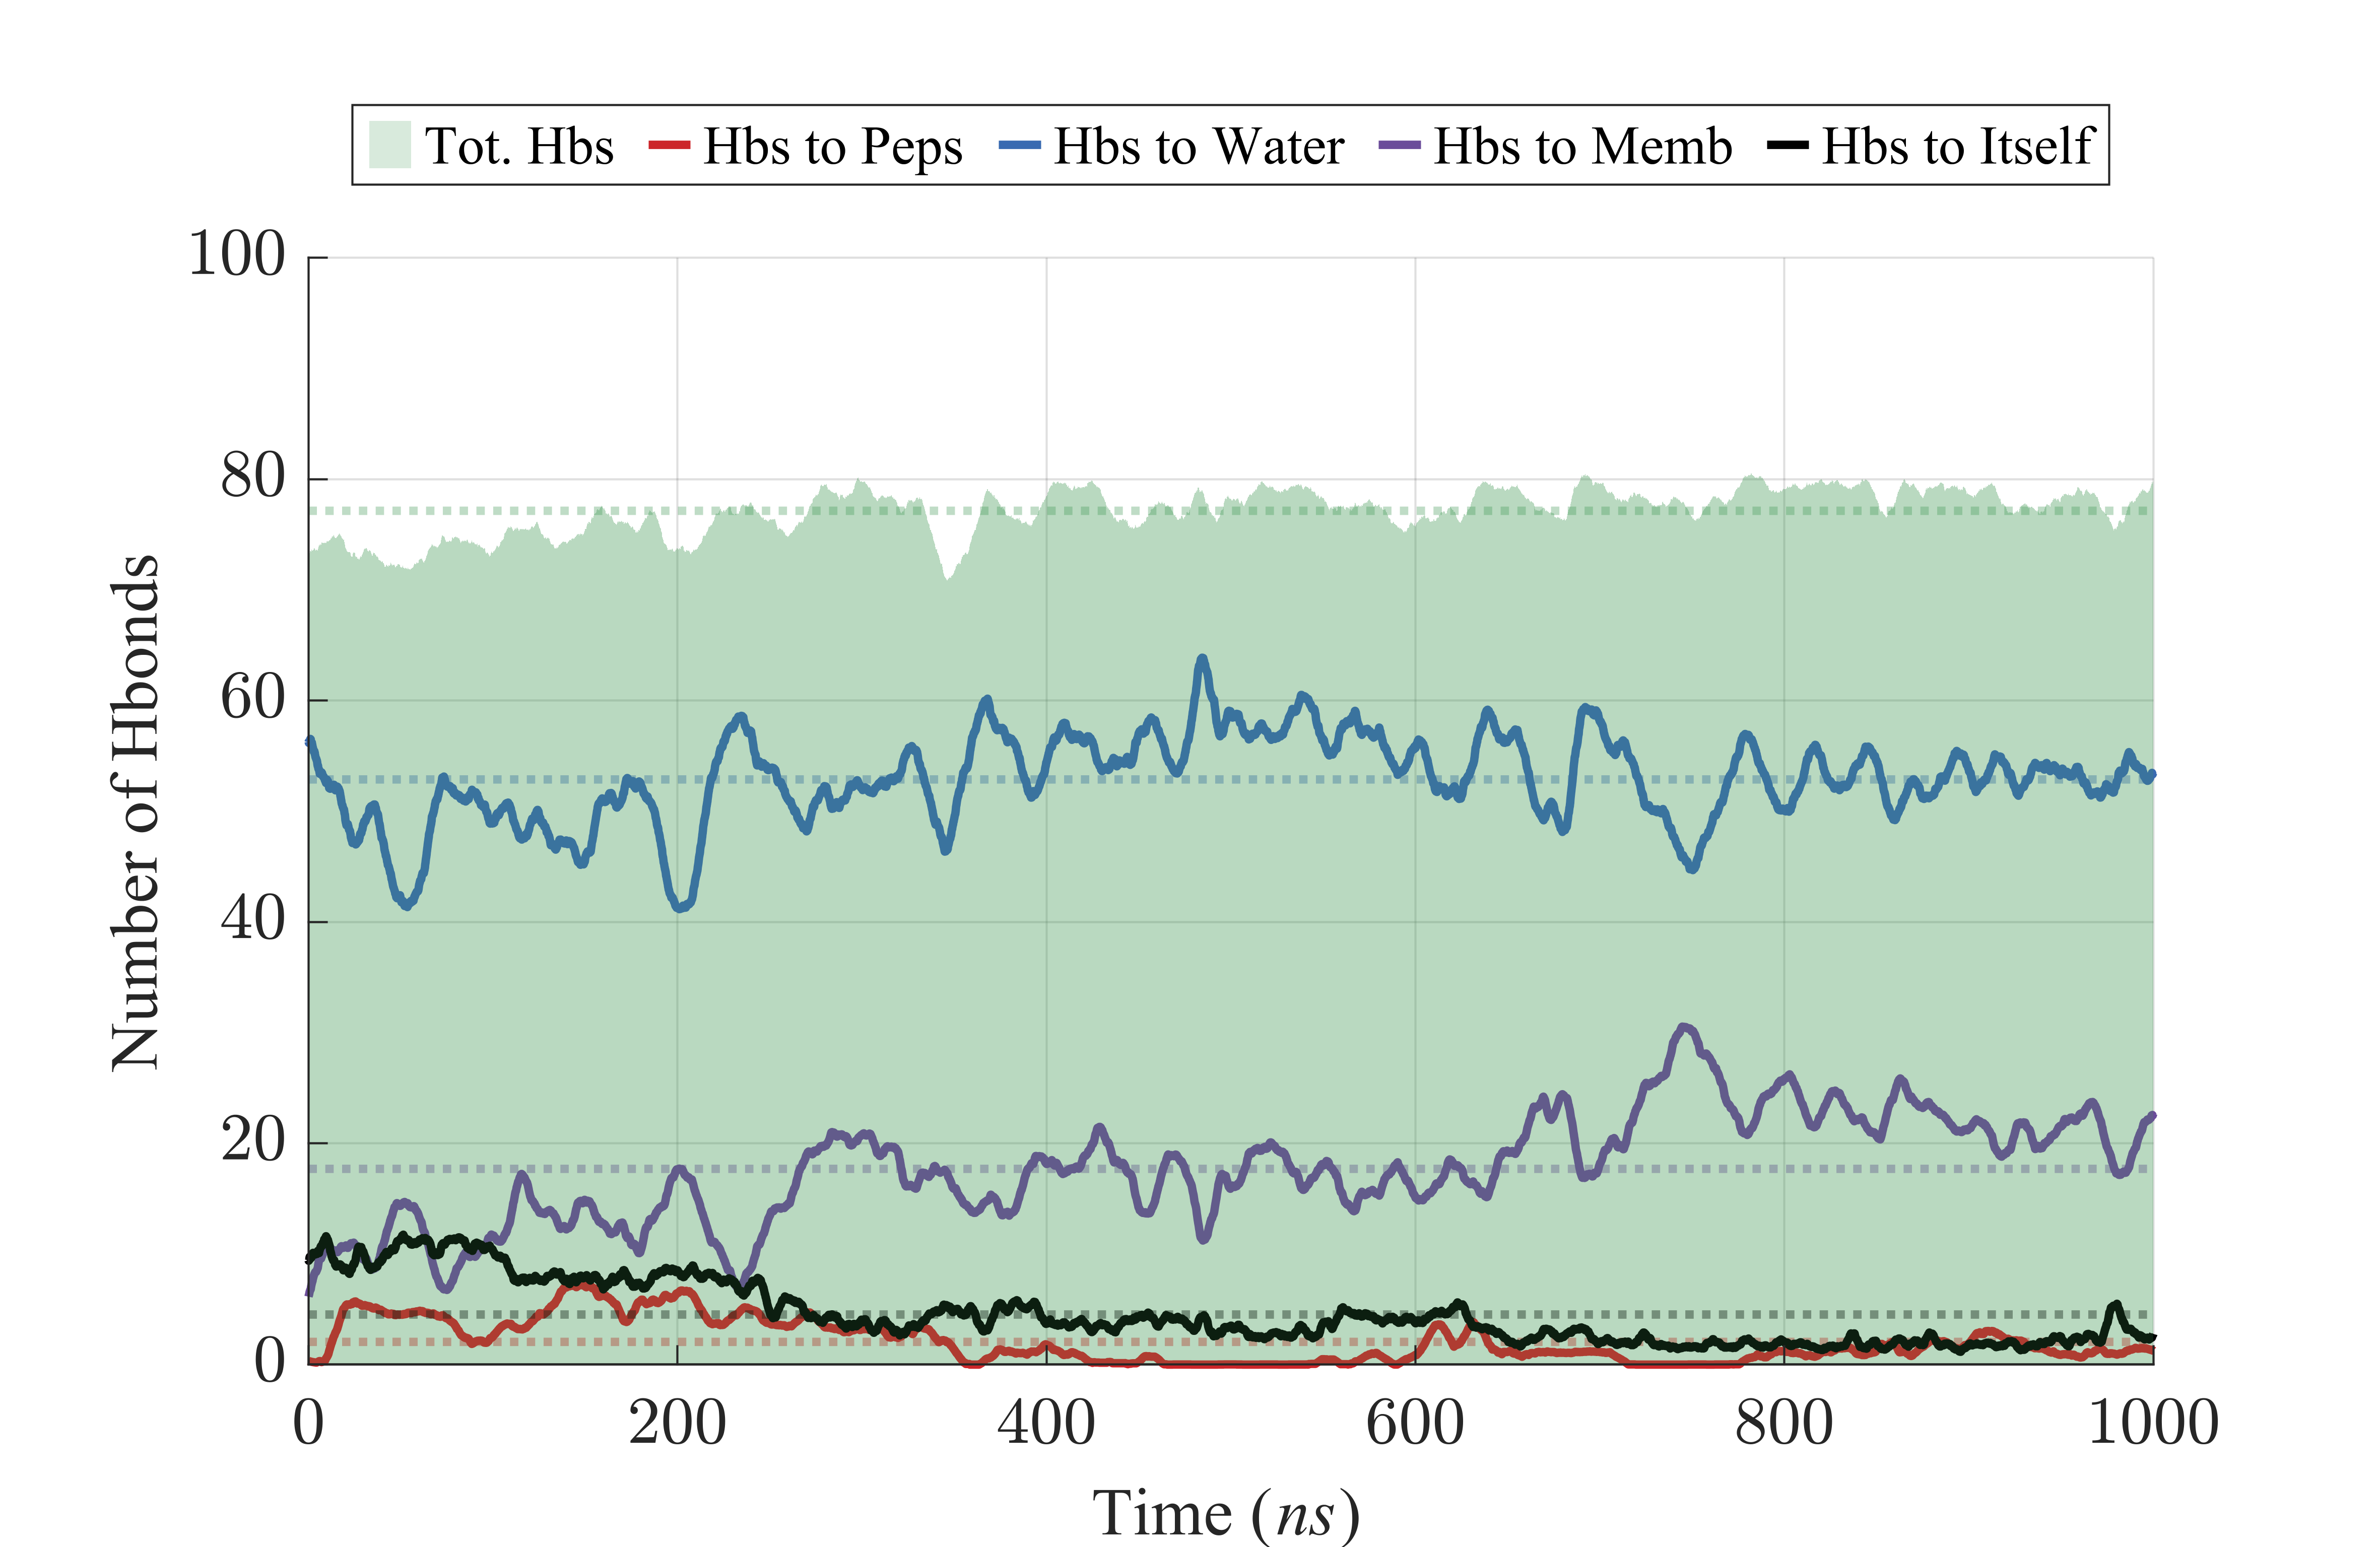 Tot. Hbs Hbs to Peps Hbs to Water Hbs to Memb Hbs to Itself
100
80
60
40
20
0
Number of Hbonds
0 200 400 600 800 1000
Time (ns)